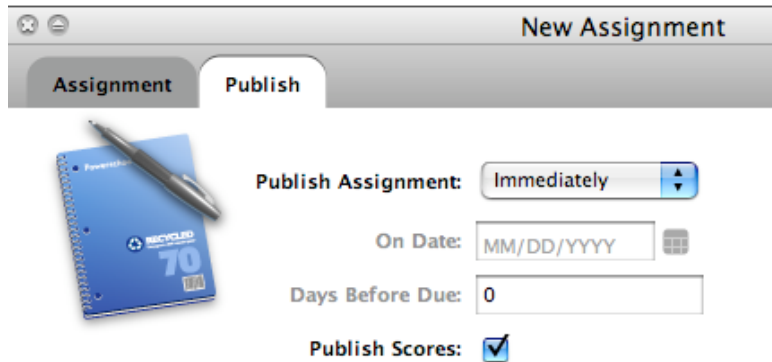 New Assignment
Assignment
Publish
Publish Assignment: Immediately
On Date: MM/DD/YYYY
Days Before Due: 0
RECYCLED
70
Publish Scores: